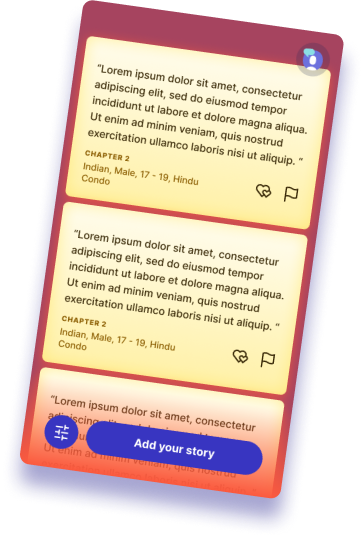 “Lorem ipsum dolor sit amet, consectetur
adipiscing elit, sed do eiusmod tempor
incididunt ut labore et dolore magna aliqua.
Ut enim ad minim veniam, quis nostrud
exercitation ullamco laboris nisi ut aliquip. “
CHAPTER 2
Indian, Male, 17 - 19, Hindu
Condo
“Lorem ipsum dolor sit amet, consectetur
adipiscing elit, sed do eiusmod tempor
incididunt ut labore et dolore magna aliqua.
Ut enim ad minim veniam, quis nostrud
exercitation ullamco laboris nisi ut aliquip. “
CHAPTER 2
Indian, Male, 17 - 19, Hindu
Condo
“Lorem ipsum dolor sit amet, consectetur
adipiscing
Add your story
Ut enim ad minim veniam, quis nostrud